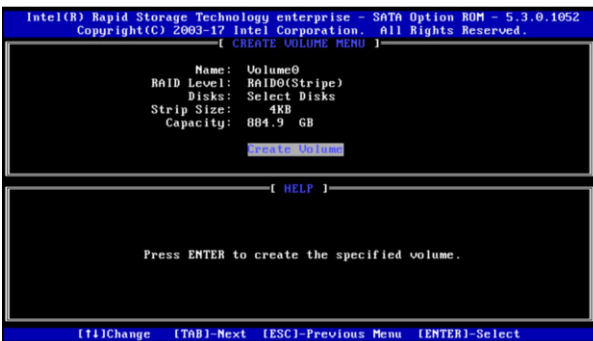 Intel(R) Rapid Storage Technology enterprise - SATA Option ROM - 5.3.0.1052
Copyright(C) 2003-17 Intel Corporation. All Rights Reserved.
[ CREATE VOLUME MENU ]
Name: Volume0
RAID Level: RAID0(Stripe)
Disks: Select Disks
Strip Size: 4KB
Capacity: 884.9 GB
Create Volume
[ HELP ]
Press ENTER to create the specified volume.
[↑↓]Change [TAB]-Next [ESC]-Previous Menu [ENTER]-Select